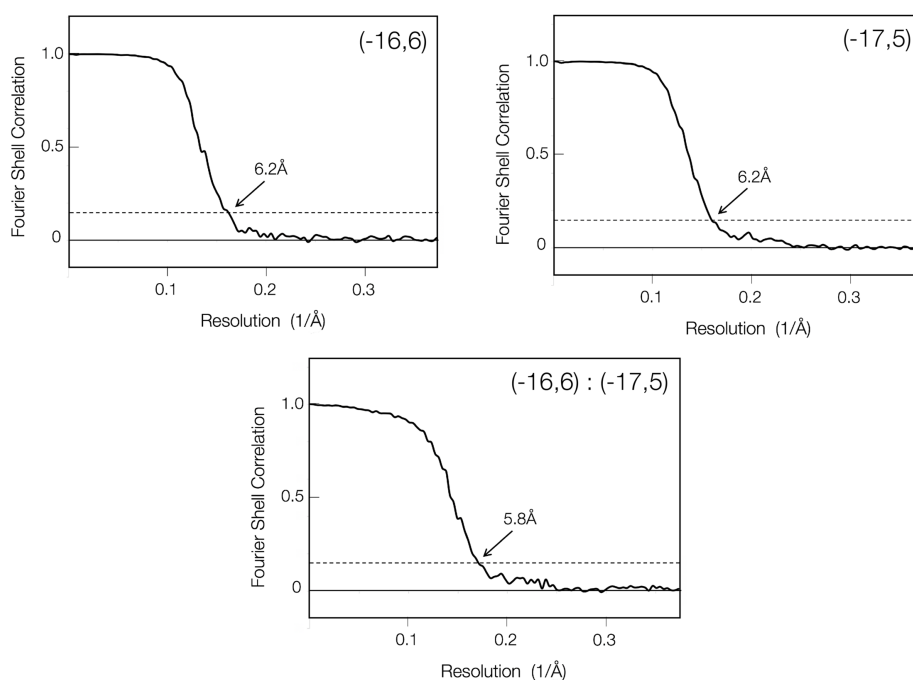 (-16,6)
1.0
0.5
0
Fourier Shell Correlation
6.2Å
0.1
0.2
0.3
Resolution (1/Å)
(-17,5)
1.0
0.5
0
Fourier Shell Correlation
6.2Å
0.1
0.2
0.3
Resolution (1/Å)
(-16,6) : (-17,5)
1.0
0.5
0
Fourier Shell Correlation
5.8Å
0.1
0.2
0.3
Resolution (1/Å)